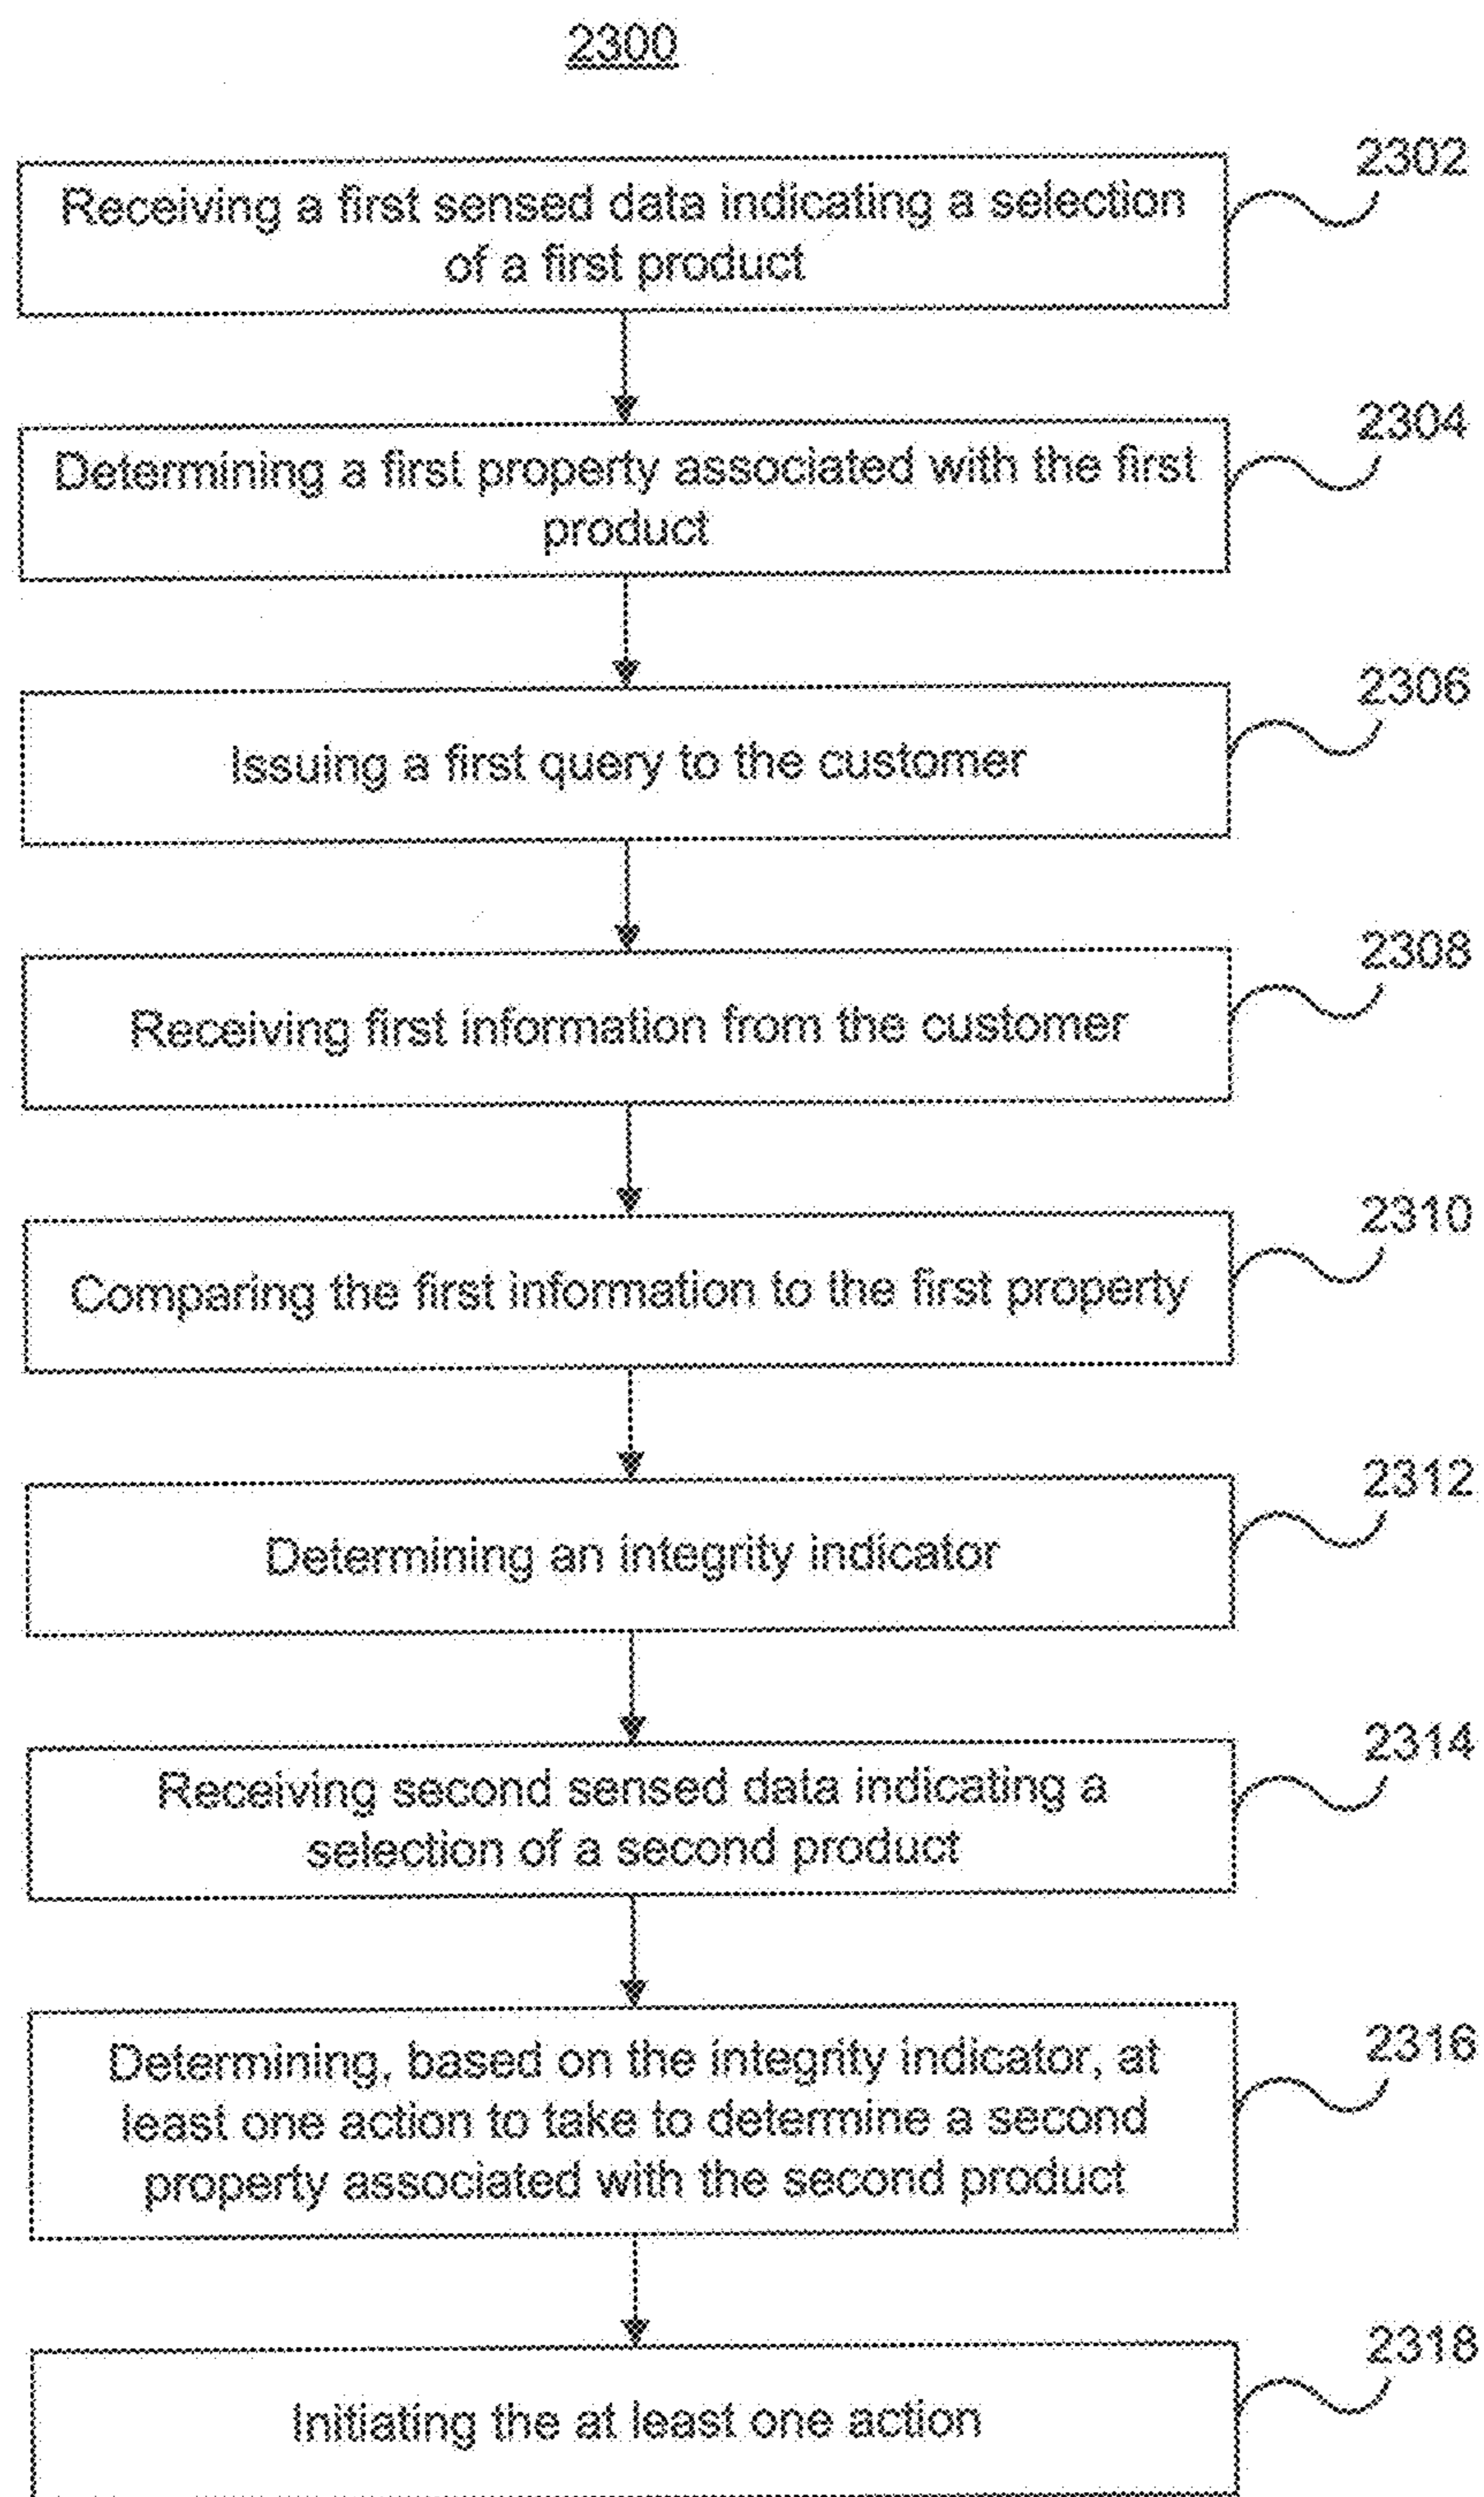 2300
2302
Receiving a first sensed data indicating a selection
of a first product
2304
Determining a first property associated with the first
product
2306
Issuing a first query to the customer
2308
Receiving first information from the customer
2310
Comparing the first information to the first property
2312
Determining an integrity indicator
2314
Receiving second sensed data indicating a
selection of a second product
2316
Determining, based on the integrity indicator, at
least one action to take to determine a second
property associated with the second product
2318
Initiating the at least one action